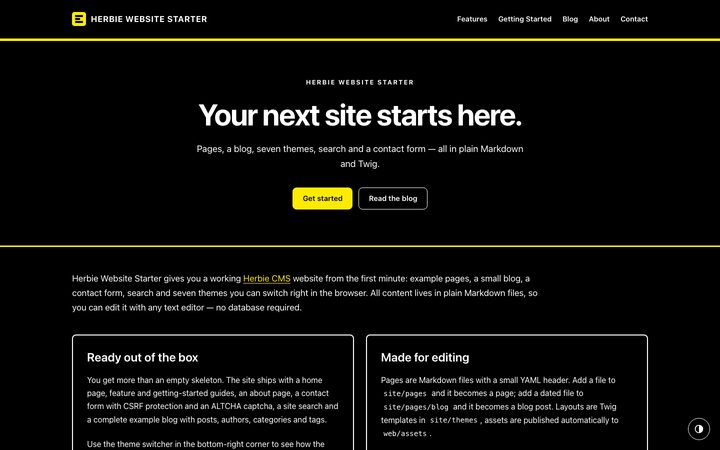 HERBIE WEBSITE STARTER
Features Getting Started Blog About Contact
HERBIE WEBSITE STARTER
Your next site starts here.
Pages, a blog, seven themes, search and a contact form — all in plain Markdown
and Twig.
Get started Read the blog
Herbie Website Starter gives you a working Herbie CMS website from the first minute: example pages, a small blog, a
contact form, search and seven themes you can switch right in the browser. All content lives in plain Markdown files, so
you can edit it with any text editor — no database required.
Ready out of the box
You get more than an empty skeleton. The site ships with a home
page, feature and getting-started guides, an about page, a contact
form with CSRF protection and an ALTCHA captcha, a site search and
a complete example blog with posts, authors, categories and tags.
Use the theme switcher in the bottom-right corner to see how the
Made for editing
Pages are Markdown files with a small YAML header. Add a file to
site/pages and it becomes a page; add a dated file to
site/pages/blog and it becomes a blog post. Layouts are Twig
templates in site/themes , assets are published automatically to
web/assets .